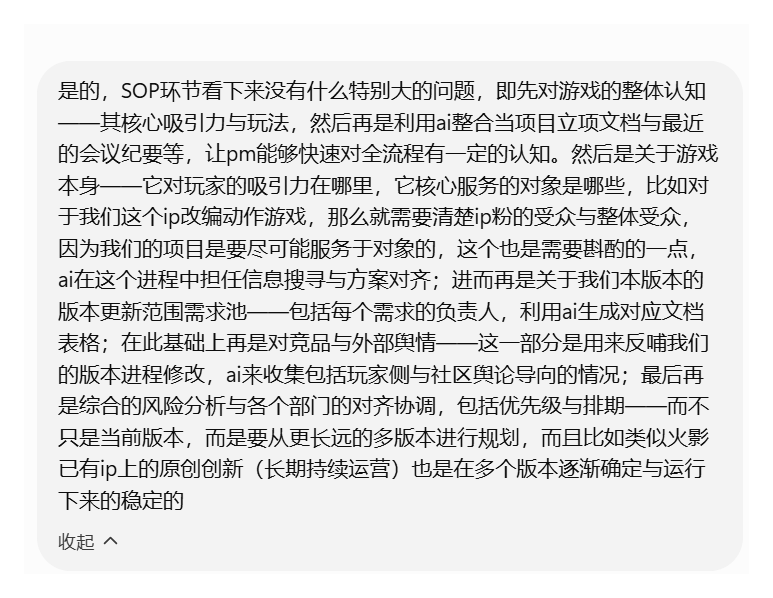 是的，SOP环节看下来没有什么特别大的问题，即先对游戏的整体认知
——其核心吸引力与玩法，然后再是利用ai整合当项目立项文档与最近
的会议纪要等，让pm能够快速对全流程有一定的认知。然后是关于游戏
本身——它对玩家的吸引力在哪里，它核心服务的对象是哪些，比如对
于我们这个ip改编动作游戏，那么就需要清楚ip粉的受众与整体受众，
因为我们的项目是要尽可能服务于对象的，这个也是需要斟酌的一点，
ai在这个进程中担任信息搜寻与方案对齐；进而再是关于我们本版本的
版本更新范围需求池——包括每个需求的负责人，利用ai生成对应文档
表格；在此基础上再是对竞品与外部舆情——这一部分是用来反哺我们
的版本进程修改，ai来收集包括玩家侧与社区舆论导向的情况；最后再
是综合的风险分析与各个部门的对齐协调，包括优先级与排期——而不
只是当前版本，而是要从更长远的多版本进行规划，而且比如类似火影
已有ip上的原创创新（长期持续运营）也是在多个版本逐渐确定与运行
下来的稳定的
收起